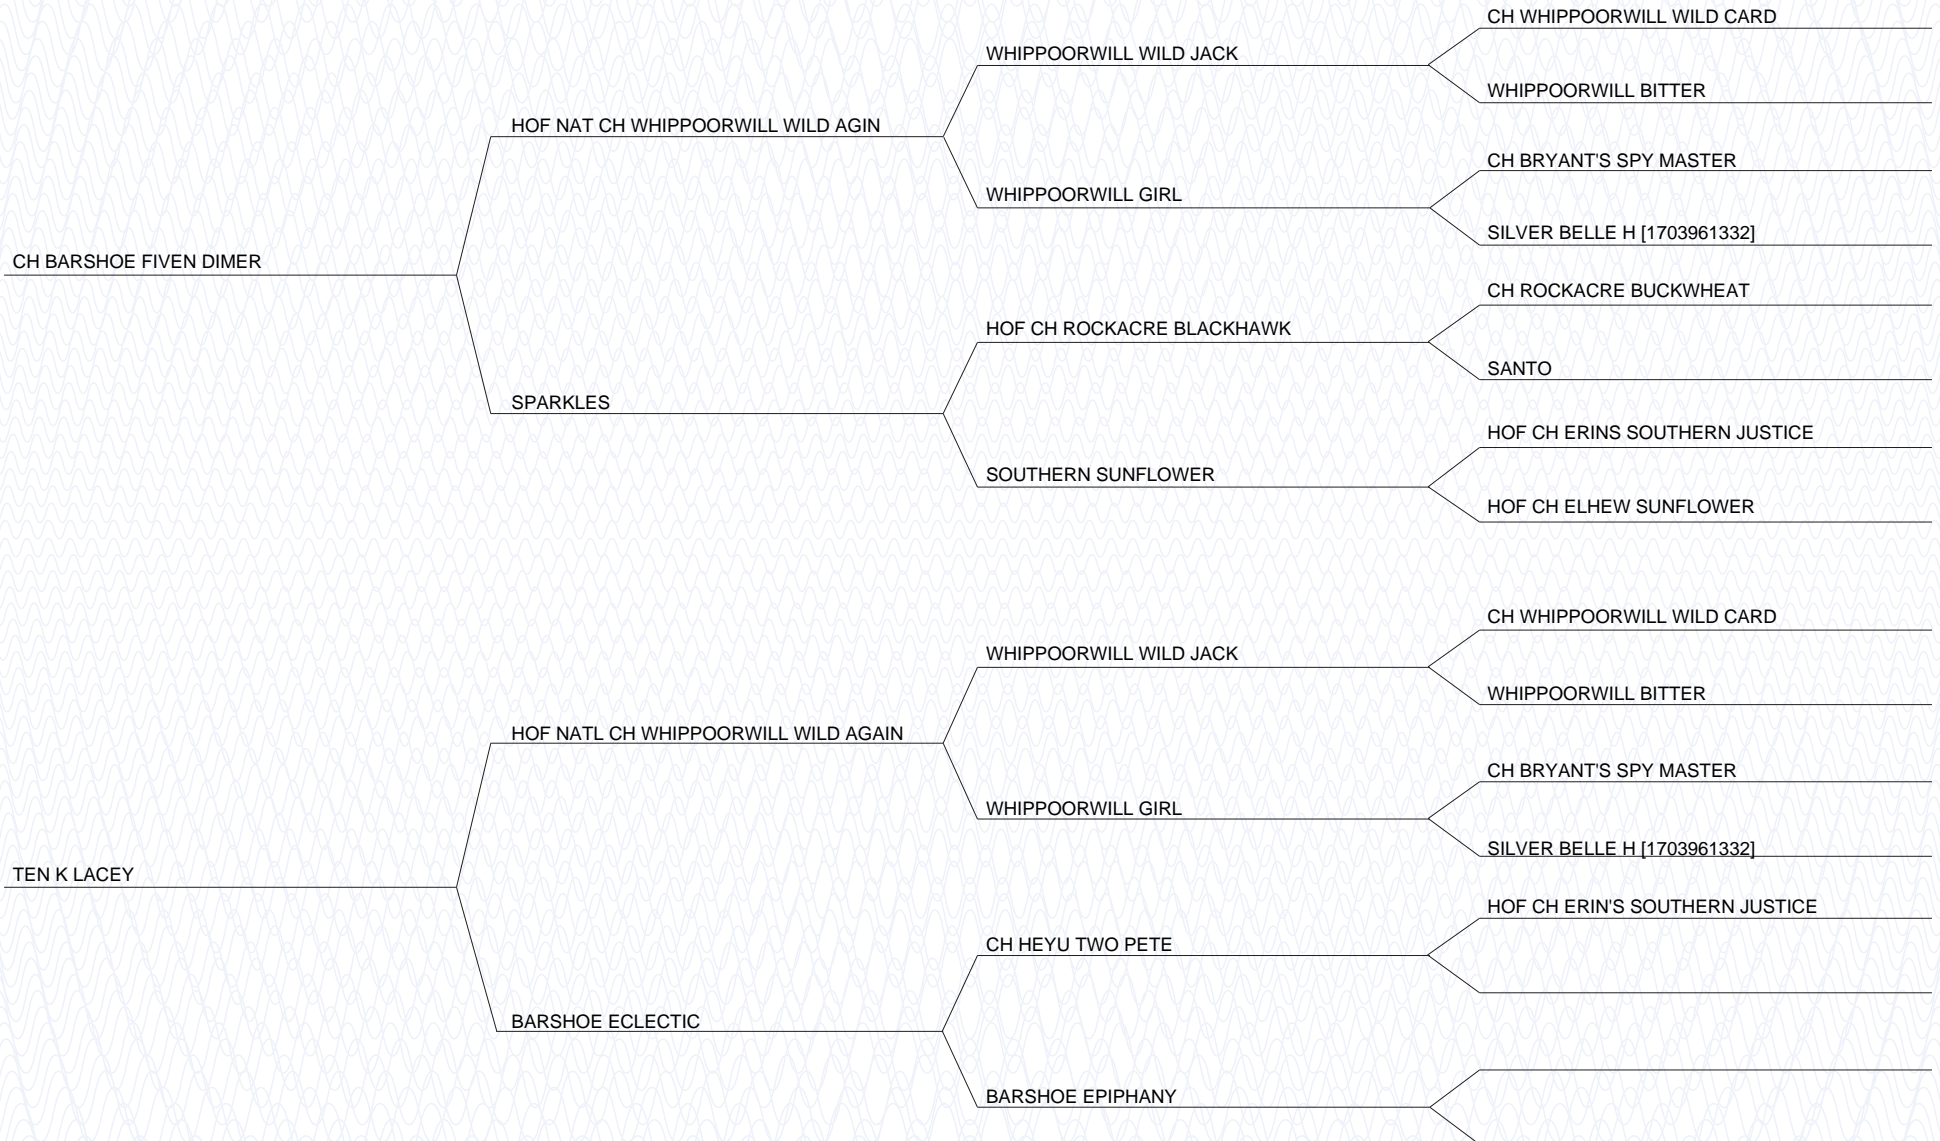 CH WHIPPOORWILL WILD CARD
WHIPPOORWILL WILD JACK
WHIPPOORWILL BITTER
HOF NAT CH WHIPPOORWILL WILD AGIN
CH BRYANT'S SPY MASTER
WHIPPOORWILL GIRL
SILVER BELLE H [1703961332]
CH BARSHOE FIVEN DIMER
CH ROCKACRE BUCKWHEAT
HOF CH ROCKACRE BLACKHAWK
SANTO
SPARKLES
HOF CH ERINS SOUTHERN JUSTICE
SOUTHERN SUNFLOWER
HOF CH ELHEW SUNFLOWER
CH WHIPPOORWILL WILD CARD
WHIPPOORWILL WILD JACK
WHIPPOORWILL BITTER
HOF NATL CH WHIPPOORWILL WILD AGAIN
CH BRYANT'S SPY MASTER
WHIPPOORWILL GIRL
SILVER BELLE H [1703961332]
TEN K LACEY
HOF CH ERIN'S SOUTHERN JUSTICE
CH HEYU TWO PETE
BARSHOE ECLECTIC
BARSHOE EPIPHANY